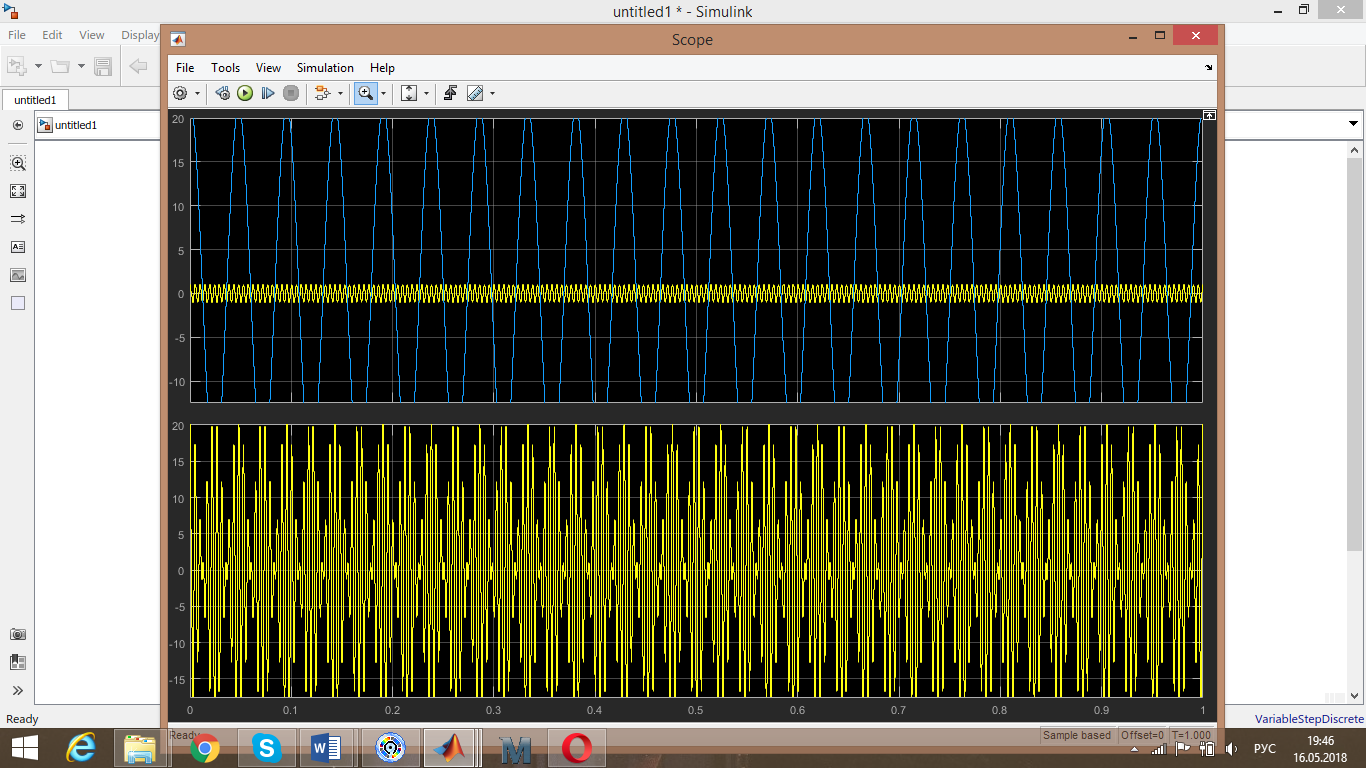 untitled1 * - Simulink
File Edit View Display
untitled1
untitled1
Scope
File Tools View Simulation Help
20
15
10
5
0
-5
-10
20
15
10
5
0
-5
-10
-15
0 0.1 0.2 0.3 0.4 0.5 0.6 0.7 0.8 0.9 1
Ready Sample based Offset=0 T=1.000
Ready VariableStepDiscrete
РУС
19:46
16.05.2018